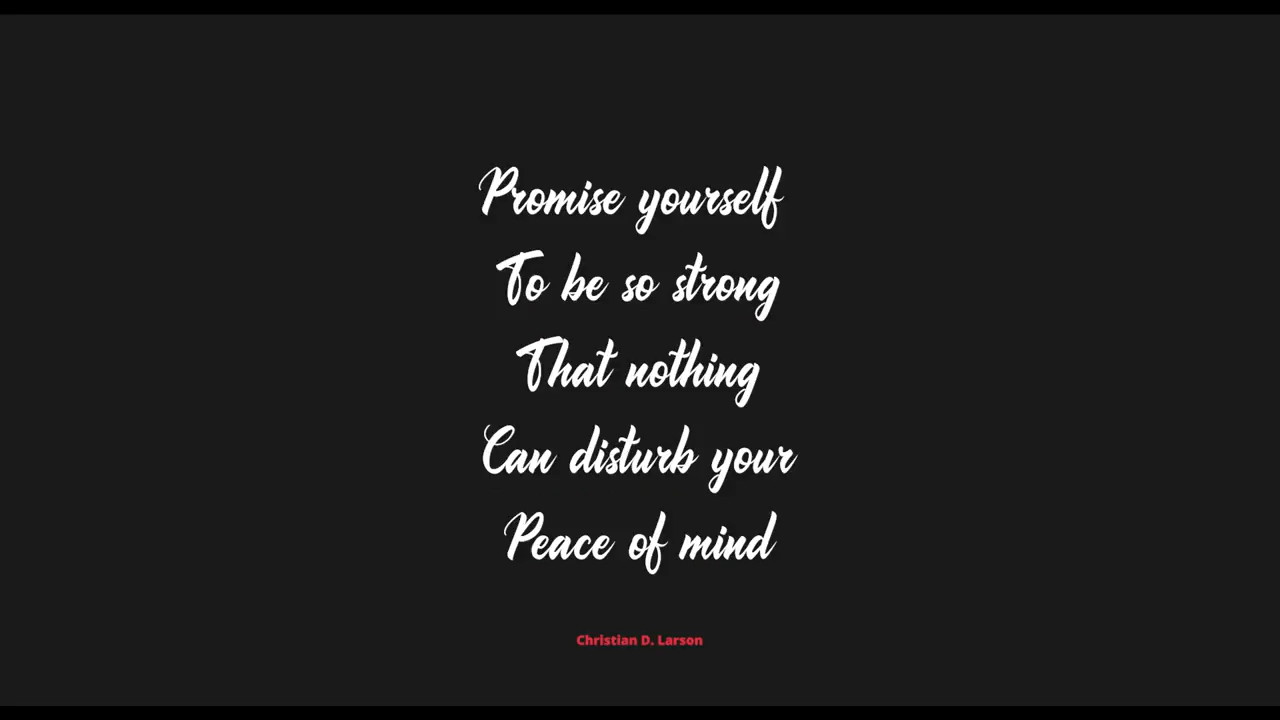 Promise yourself
To be so strong
That nothing
Can disturb your
Peace of mind
Christian D. Larson